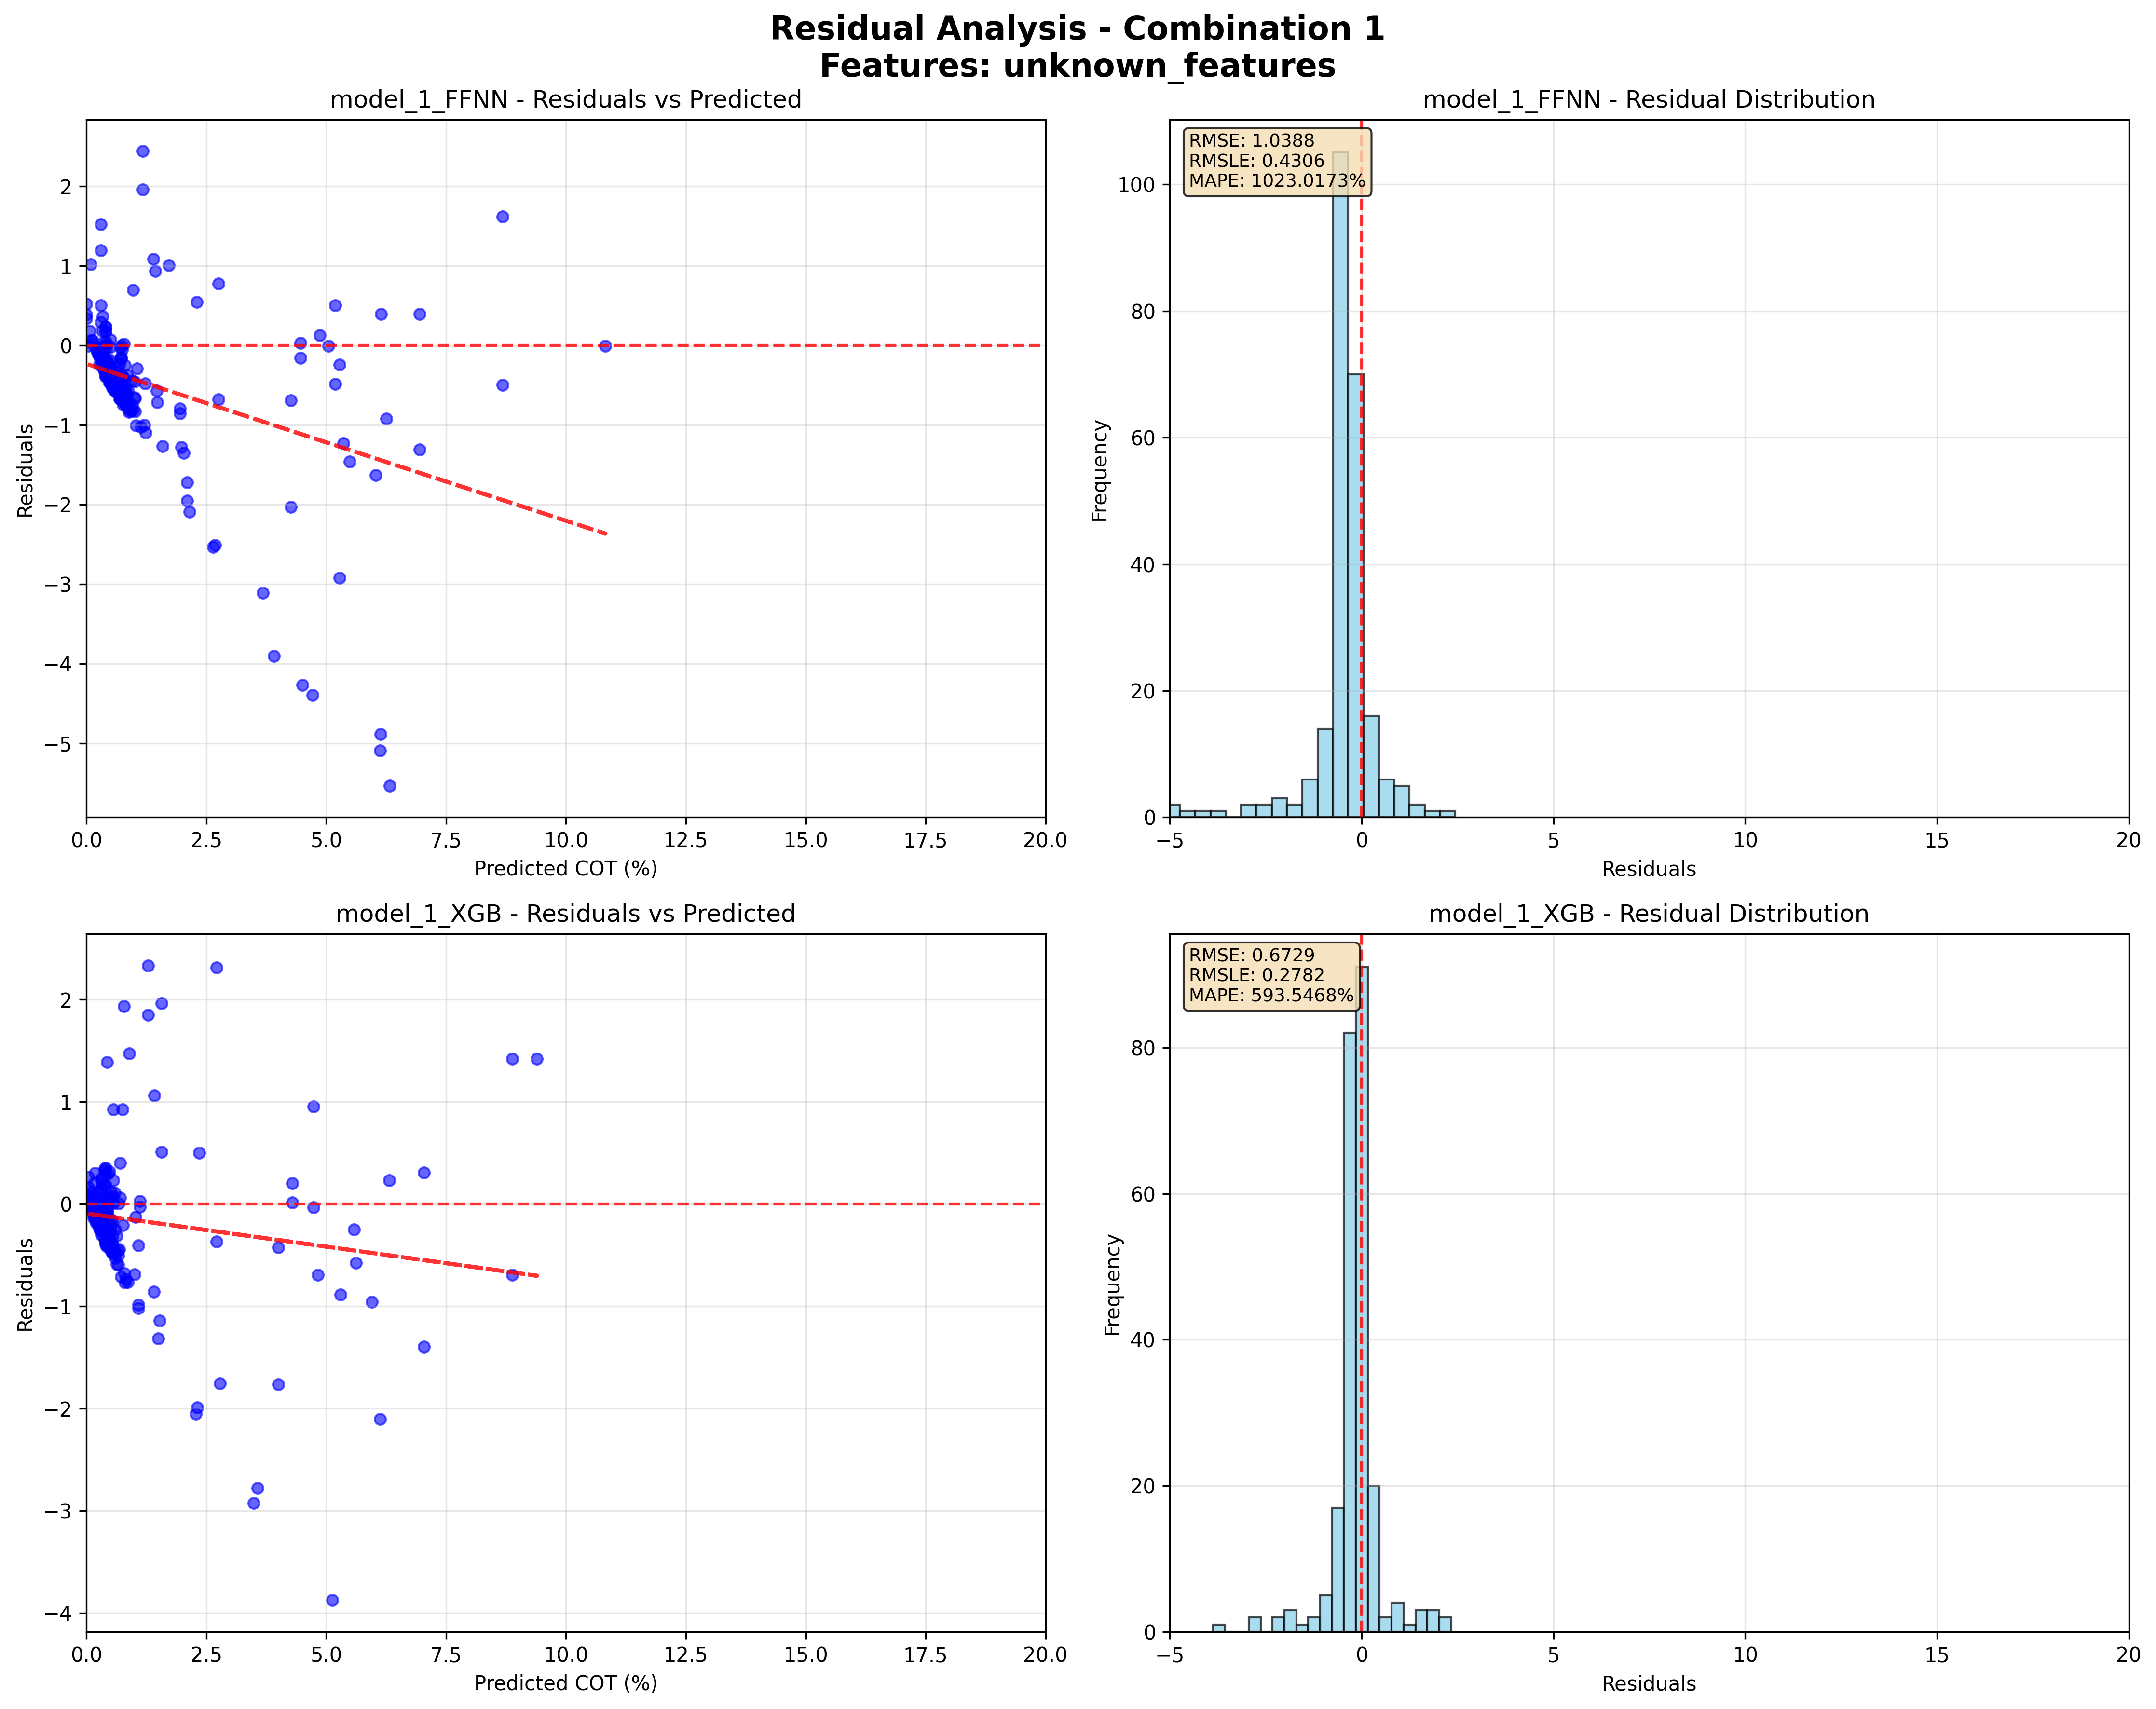 Residual Analysis - Combination 1
Features: unknown_features
model_1_FFNN - Residuals vs Predicted
2
1
0
−1
−2
−3
−4
−5
Residuals
0.0 2.5 5.0 7.5 10.0 12.5 15.0 17.5 20.0
Predicted COT (%)
model_1_FFNN - Residual Distribution
RMSE: 1.0388
RMSLE: 0.4306
MAPE: 1023.0173%
100
80
60
40
20
0
Frequency
−5 0 5 10 15 20
Residuals
model_1_XGB - Residuals vs Predicted
2
1
0
−1
−2
−3
−4
Residuals
0.0 2.5 5.0 7.5 10.0 12.5 15.0 17.5 20.0
Predicted COT (%)
model_1_XGB - Residual Distribution
RMSE: 0.6729
RMSLE: 0.2782
MAPE: 593.5468%
80
60
40
20
0
Frequency
−5 0 5 10 15 20
Residuals